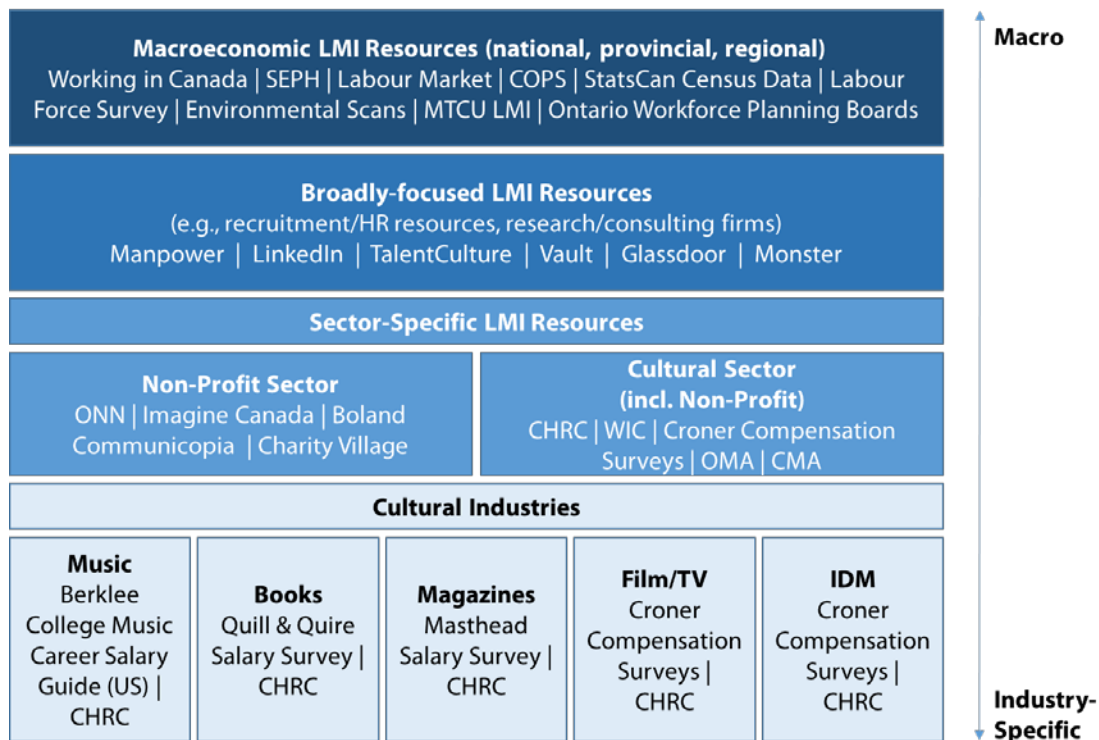 Macroeconomic LMI Resources (national, provincial, regional)
Working in Canada | SEPH | Labour Market | COPS | StatsCan Census Data | Labour
Force Survey | Environmental Scans | MTCU LMI | Ontario Workforce Planning Boards
Macro
Broadly-focused LMI Resources
(e.g., recruitment/HR resources, research/consulting firms)
Manpower | LinkedIn | TalentCulture | Vault | Glassdoor | Monster
Sector-Specific LMI Resources
Non-Profit Sector
ONN | Imagine Canada | Boland
Communicopia | Charity Village
Cultural Sector
(incl. Non-Profit)
CHRC | WIC | Croner Compensation
Surveys | OMA | CMA
Cultural Industries
Music
Berklee
College Music
Career Salary
Guide (US) |
CHRC
Books
Quill & Quire
Salary Survey |
CHRC
Magazines
Masthead
Salary Survey |
CHRC
Film/TV
Croner
Compensation
Surveys |
CHRC
IDM
Croner
Compensation
Surveys |
CHRC
Industry-
Specific